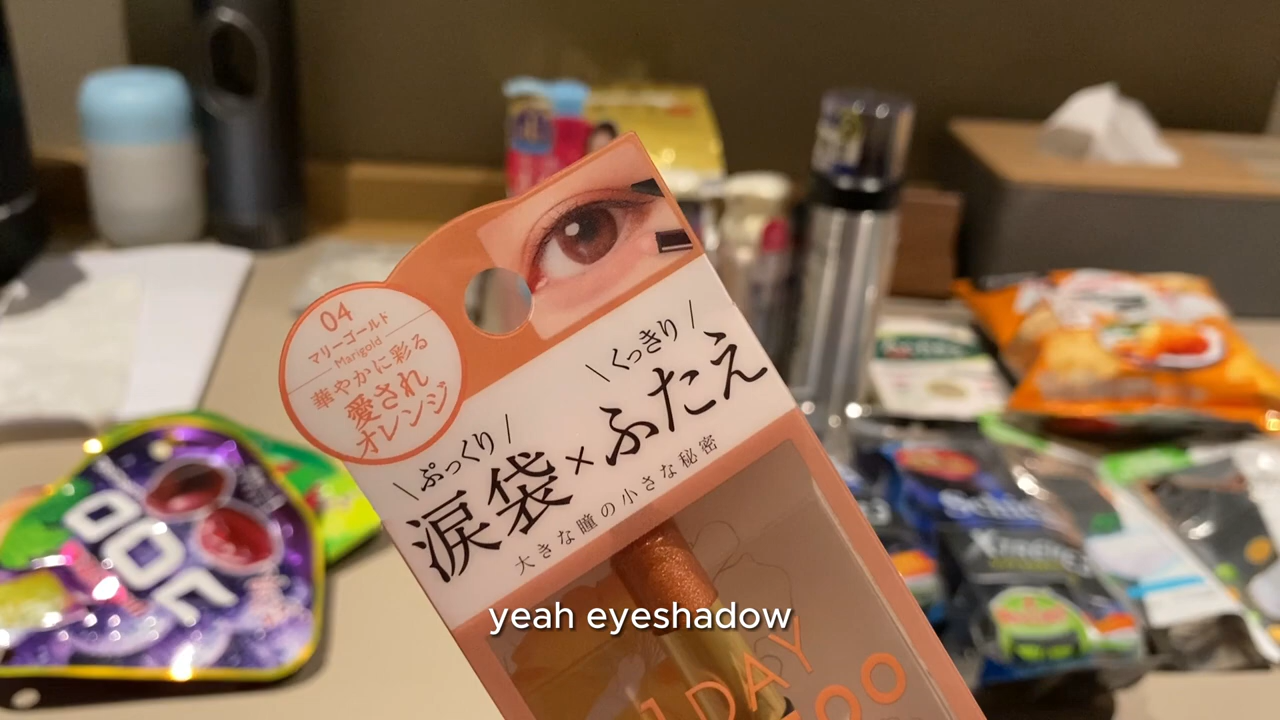 04
マリーゴールド
Marigold
華やかに彩る
愛され
オレンジ
\ぷっくり/
\くっきり/
涙袋×ふたえ
大きな瞳の小さな秘密
1DAY
yeah eyeshadow
Xtreme